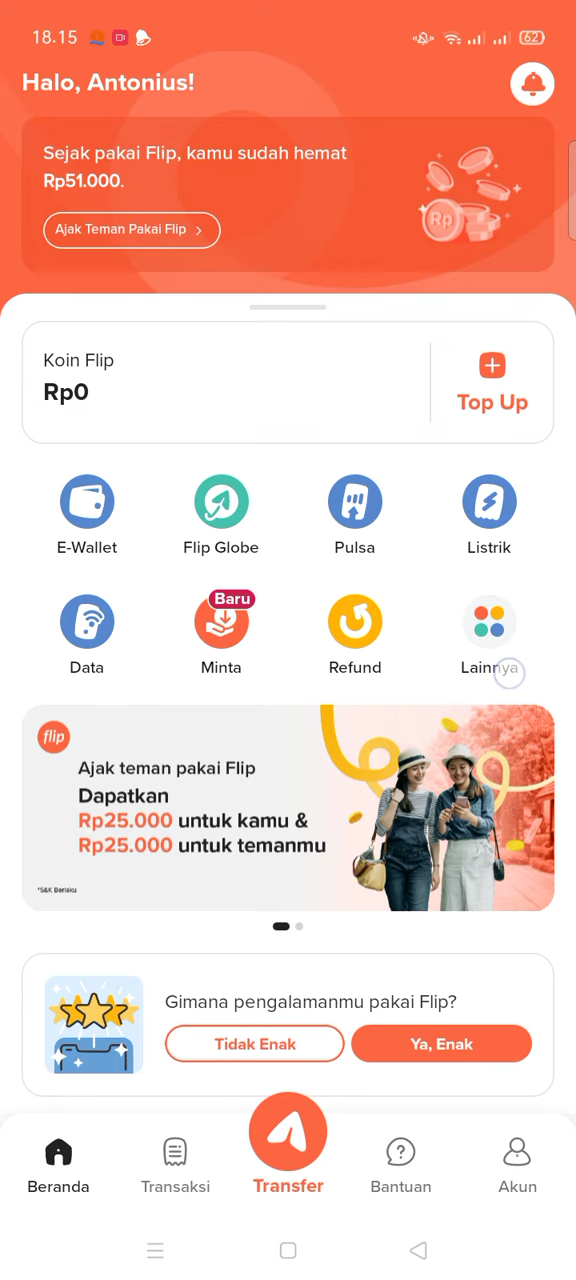 18.15
62
Halo, Antonius!
Sejak pakai Flip, kamu sudah hemat
Rp51.000.
Ajak Teman Pakai Flip
Rp
Koin Flip
Rp0
Top Up
E-Wallet
Flip Globe
Pulsa
Listrik
Baru
Data
Minta
Refund
Lainnya
flip
Ajak teman pakai Flip
Dapatkan
Rp25.000 untuk kamu &
Rp25.000 untuk temanmu
*S&K Berlaku
Gimana pengalamanmu pakai Flip?
Tidak Enak
Ya, Enak
Beranda
Transaksi
Transfer
Bantuan
Akun